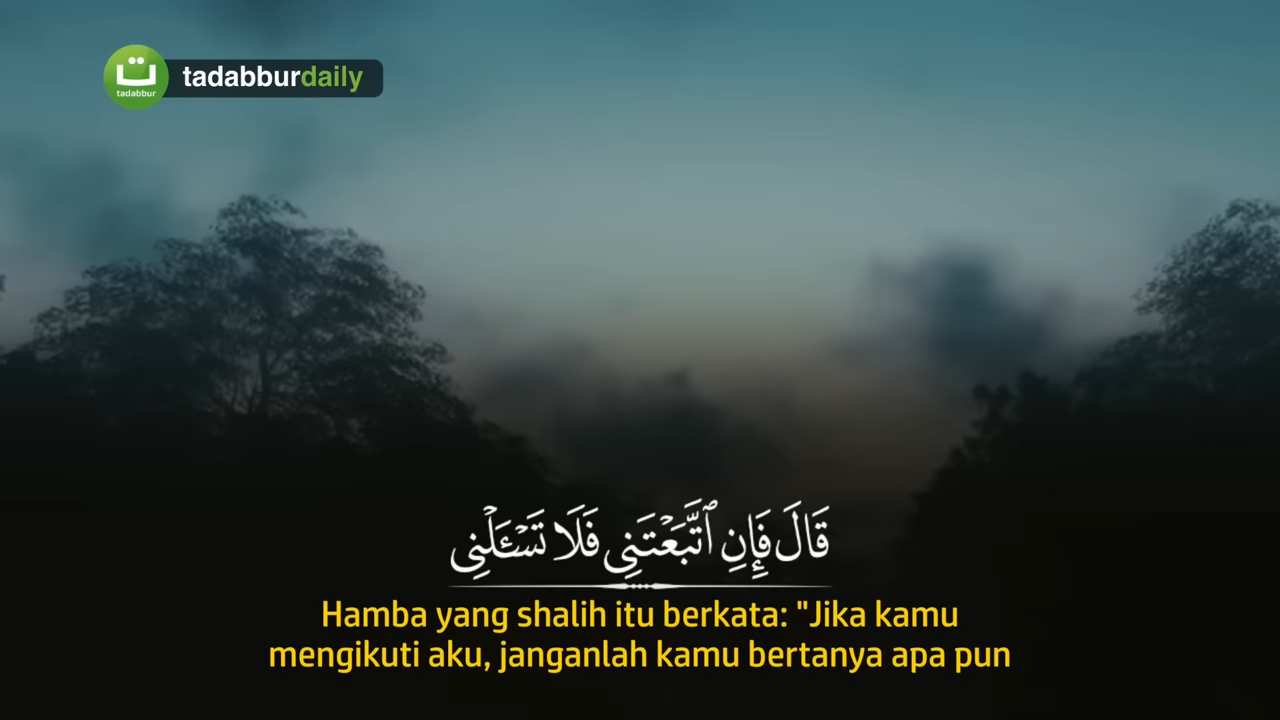 ت
tadabbur
tadabburdaily
قَالَ فَإِنِ ٱتَّبَعْتَنِى فَلَا تَسْـَٔلْنِى
Hamba yang shalih itu berkata: "Jika kamu
mengikuti aku, janganlah kamu bertanya apa pun